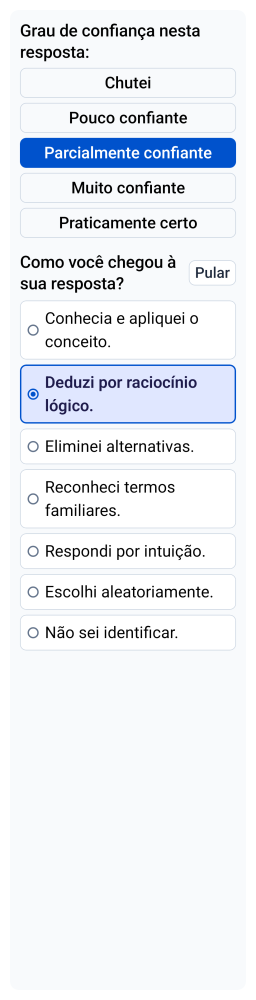 Grau de confiança nesta
resposta:
Chutei
Pouco confiante
Parcialmente confiante
Muito confiante
Praticamente certo
Como você chegou à
sua resposta?
Pular
Conhecia e apliquei o
conceito.
Deduzi por raciocínio
lógico.
Eliminei alternativas.
Reconheci termos
familiares.
Respondi por intuição.
Escolhi aleatoriamente.
Não sei identificar.